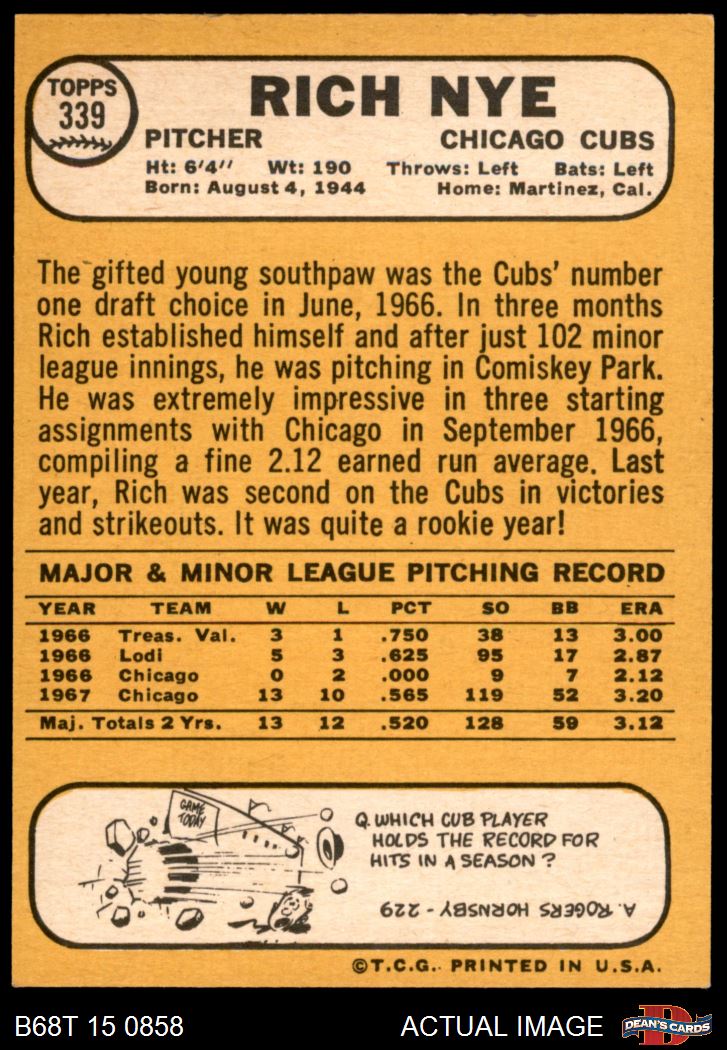 TOPPS
339
RICH NYE
PITCHER CHICAGO CUBS
Ht: 6'4" Wt: 190 Throws: Left Bats: Left
Born: August 4, 1944 Home: Martinez, Cal.
The gifted young southpaw was the Cubs' number
one draft choice in June, 1966. In three months
Rich established himself and after just 102 minor
league innings, he was pitching in Comiskey Park.
He was extremely impressive in three starting
assignments with Chicago in September 1966,
compiling a fine 2.12 earned run average. Last
year, Rich was second on the Cubs in victories
and strikeouts. It was quite a rookie year!
MAJOR & MINOR LEAGUE PITCHING RECORD
YEAR TEAM W L PCT SO BB ERA
1966 Treas. Val. 3 1 .750 38 13 3.00
1966 Lodi 5 3 .625 95 17 2.87
1966 Chicago 0 2 .000 9 7 2.12
1967 Chicago 13 10 .565 119 52 3.20
Maj. Totals 2 Yrs. 13 12 .520 128 59 3.12
GAME
TODAY
Q. WHICH CUB PLAYER
HOLDS THE RECORD FOR
HITS IN A SEASON?
A. ROGERS HORNSBY - 229
©T.C.G. PRINTED IN U.S.A.
B68T 15 0858 ACTUAL IMAGE
D
DEAN'S CARDS